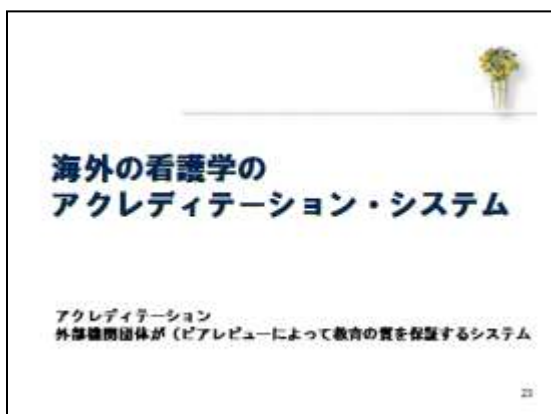 海外の看護学の
アクレディテーション・システム
アクレディテーション
外部機関団体が（ピアレビューによって教育の質を保証するシステム
23